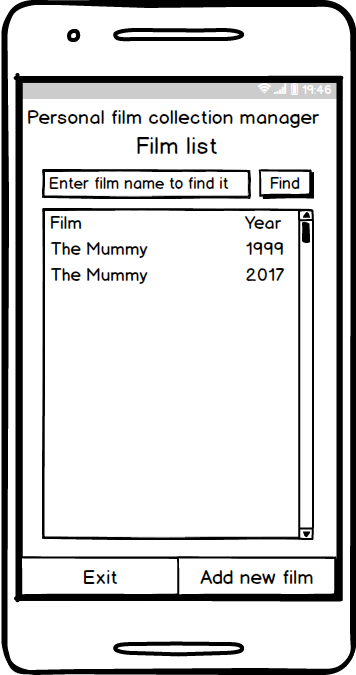 19:46
Personal film collection manager
Film list
Enter film name to find it Find
Film Year
The Mummy 1999
The Mummy 2017
Exit Add new film